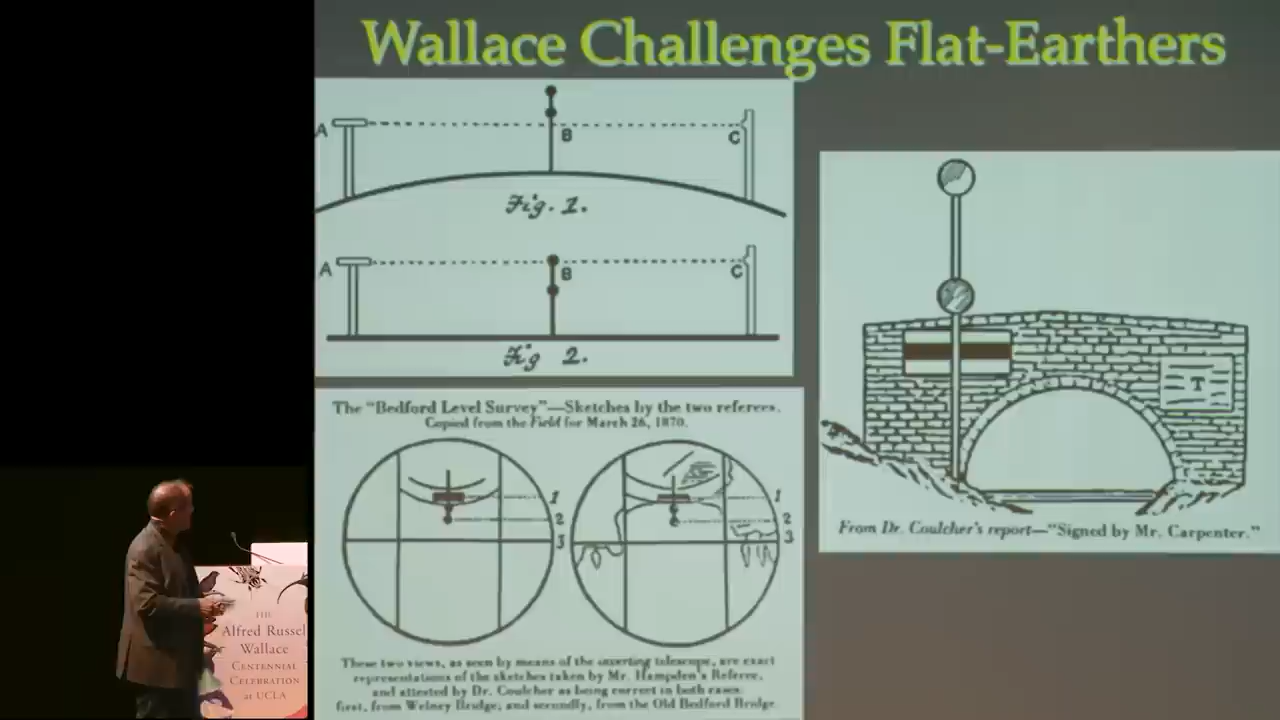 Wallace Challenges Flat-Earthers
A
B
C
Fig. 1.
A
B
C
Fig 2.
The "Bedford Level Survey"—Sketches by the two referees.
Copied from the Field for March 26, 1870.
1
2
3
1
2
3
These two views, as seen by means of the inverting telescope, are exact
representations of the sketches taken by Mr. Hampden's Referee,
and attested by Dr. Coulcher as being correct in both cases:
first, from Welney Bridge; and secondly, from the Old Bedford Bridge.
T
From Dr. Coulcher's report—"Signed by Mr. Carpenter."
THE
Alfred Russel
Wallace
CENTENNIAL
CELEBRATION
at UCLA